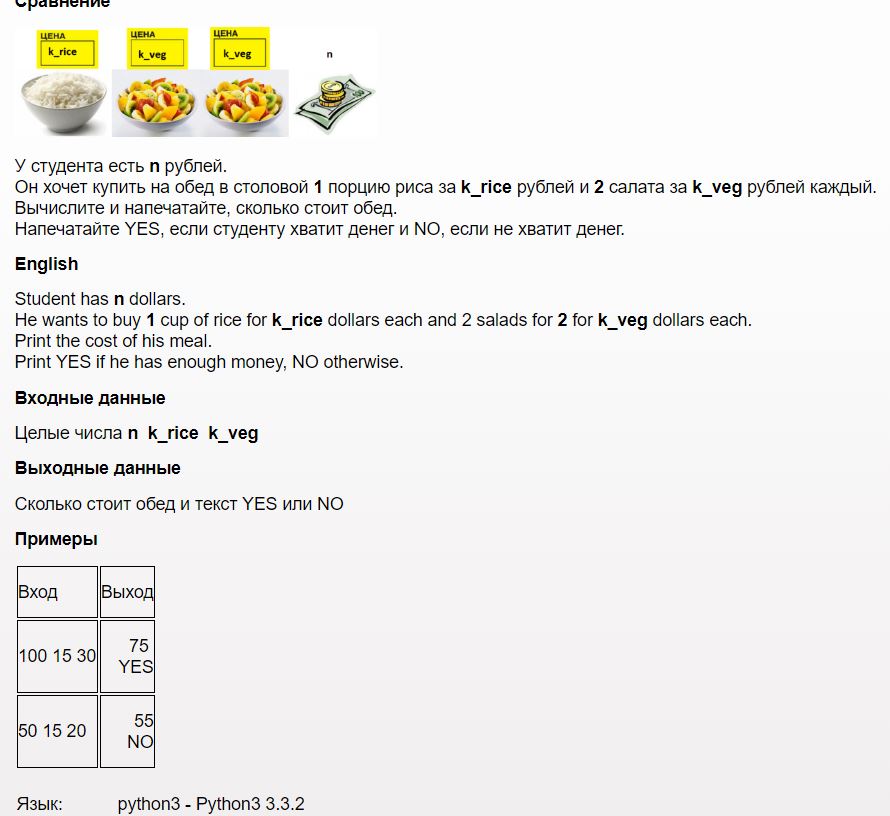 Сравнение
ЦЕНА
k_rice
ЦЕНА
k_veg
ЦЕНА
k_veg
n
У студента есть n рублей.
Он хочет купить на обед в столовой 1 порцию риса за k_rice рублей и 2 салата за k_veg рублей каждый.
Вычислите и напечатайте, сколько стоит обед.
Напечатайте YES, если студенту хватит денег и NO, если не хватит денег.
English
Student has n dollars.
He wants to buy 1 cup of rice for k_rice dollars each and 2 salads for 2 for k_veg dollars each.
Print the cost of his meal.
Print YES if he has enough money, NO otherwise.
Входные данные
Целые числа n k_rice k_veg
Выходные данные
Сколько стоит обед и текст YES или NO
Примеры
Вход Выход
100 15 30 75
YES
50 15 20 55
NO
Язык: python3 - Python3 3.3.2